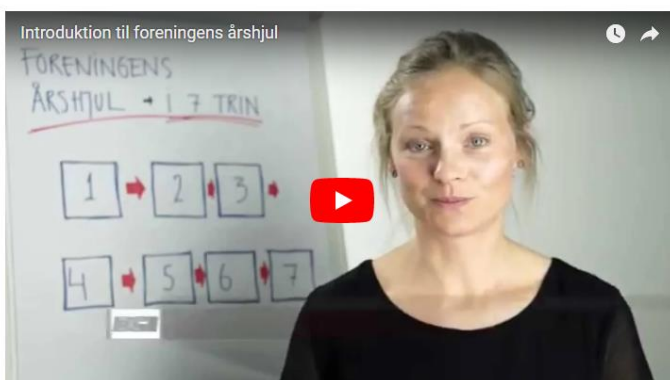 Introduktion til foreningens årshjul
FORENINGENS
ÅRSHJUL → i 7 TRIN
1 2 3
4 5 6 7